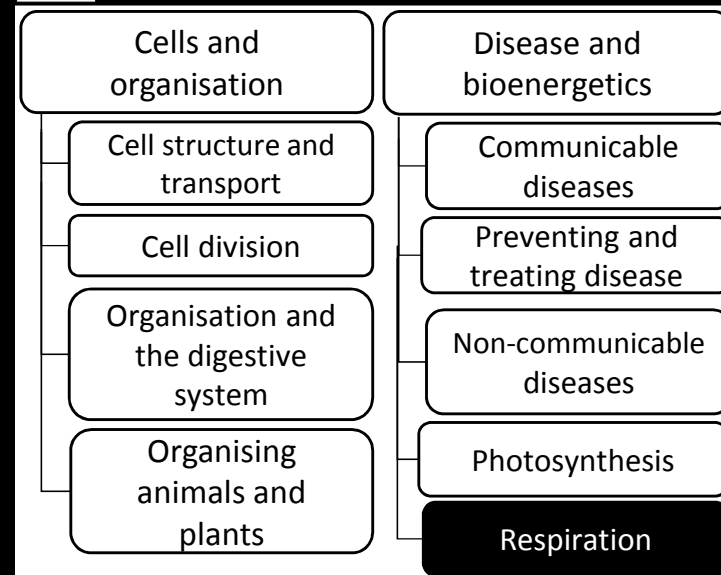 Cells and
organisation
Cell structure and
transport
Cell division
Organisation and
the digestive
system
Organising
animals and
plants
Disease and
bioenergetics
Communicable
diseases
Preventing and
treating disease
Non-communicable
diseases
Photosynthesis
Respiration